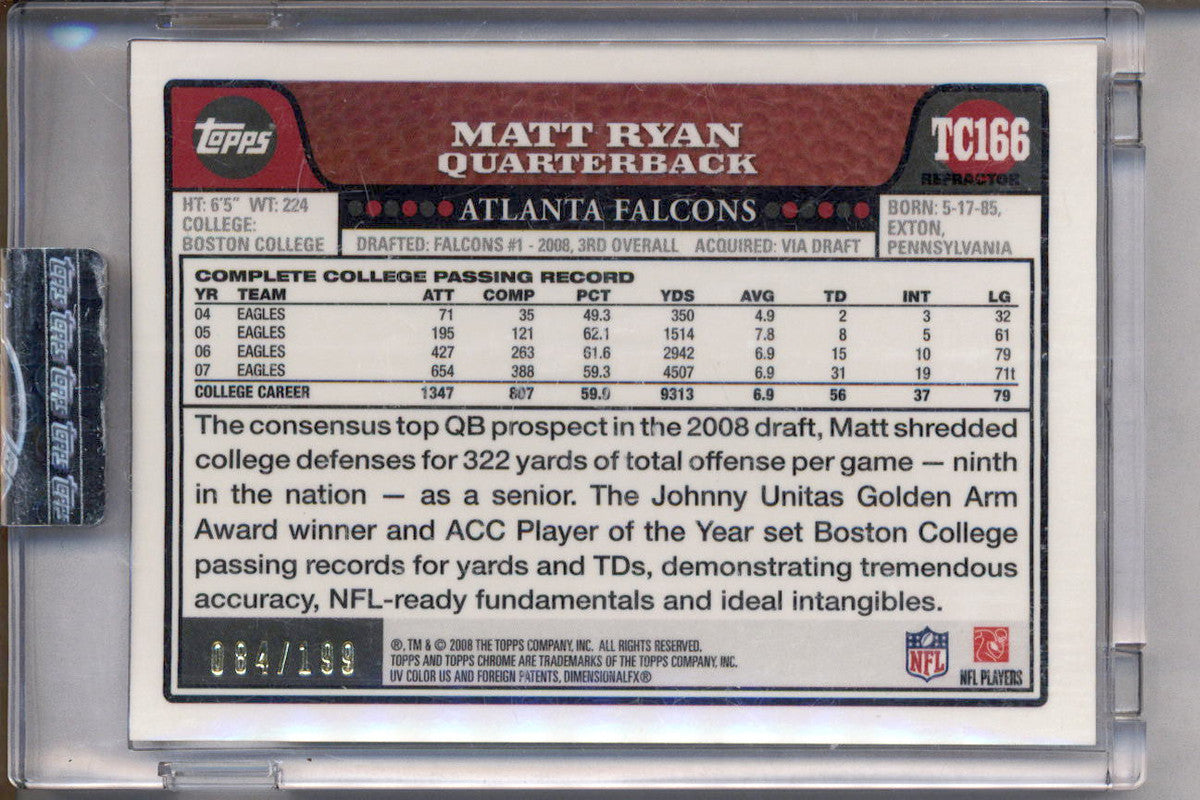 Topps
MATT RYAN
QUARTERBACK
TC166
REFRACTOR
HT: 6'5" WT: 224
COLLEGE:
BOSTON COLLEGE
ATLANTA FALCONS
DRAFTED: FALCONS #1 - 2008, 3RD OVERALL ACQUIRED: VIA DRAFT
BORN: 5-17-85,
EXTON,
PENNSYLVANIA
COMPLETE COLLEGE PASSING RECORD
YR TEAM ATT COMP PCT YDS AVG TD INT LG
04 EAGLES 71 35 49.3 350 4.9 2 3 32
05 EAGLES 195 121 62.1 1514 7.8 8 5 61
06 EAGLES 427 263 61.6 2942 6.9 15 10 79
07 EAGLES 654 388 59.3 4507 6.9 31 19 71t
COLLEGE CAREER 1347 807 59.9 9313 6.9 56 37 79
The consensus top QB prospect in the 2008 draft, Matt shredded
college defenses for 322 yards of total offense per game — ninth
in the nation — as a senior. The Johnny Unitas Golden Arm
Award winner and ACC Player of the Year set Boston College
passing records for yards and TDs, demonstrating tremendous
accuracy, NFL-ready fundamentals and ideal intangibles.
084/199
®, TM & © 2008 THE TOPPS COMPANY, INC. ALL RIGHTS RESERVED.
TOPPS AND TOPPS CHROME ARE TRADEMARKS OF THE TOPPS COMPANY, INC.
UV COLOR US AND FOREIGN PATENTS, DIMENSIONALFX®
NFL
NFL PLAYERS
Topps Topps Topps Topps Topps